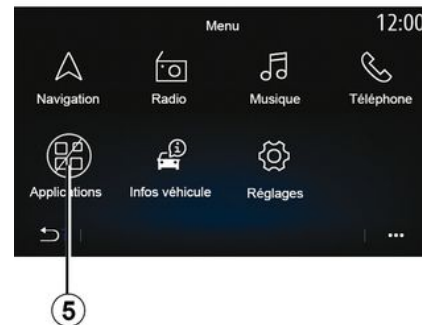 Menu 12:00
Navigation Radio Musique Téléphone
Applications Infos véhicule Réglages
5